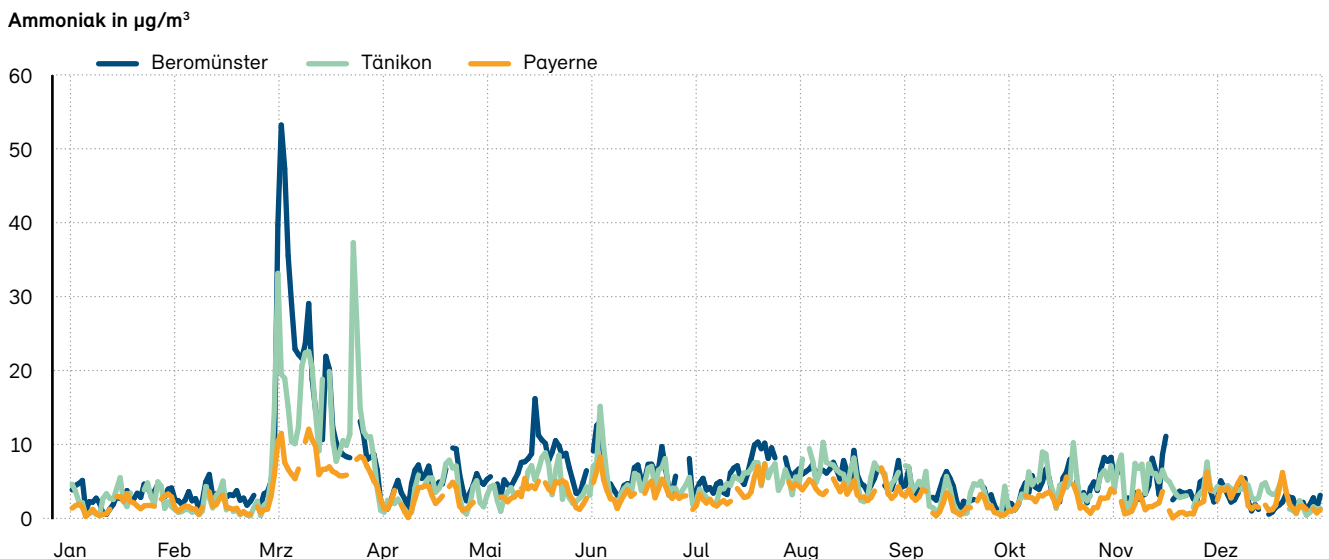 Ammoniak in µg/m³
Beromünster Tänikon Payerne
60
50
40
30
20
10
0
Jan Feb Mrz Apr Mai Jun Jul Aug Sep Okt Nov Dez